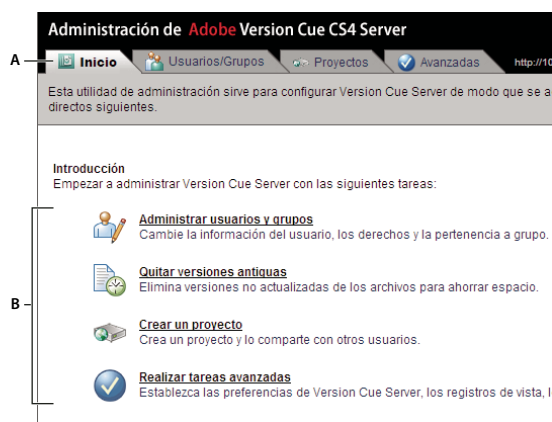 Administración de Adobe Version Cue CS4 Server
A
Inicio Usuarios/Grupos Proyectos Avanzadas http://10
Esta utilidad de administración sirve para configurar Version Cue Server de modo que se a
directos siguientes.
Introducción
Empezar a administrar Version Cue Server con las siguientes tareas:
Administrar usuarios y grupos
Cambie la información del usuario, los derechos y la pertenencia a grupo.
Quitar versiones antiguas
Elimina versiones no actualizadas de los archivos para ahorrar espacio.
B
Crear un proyecto
Crea un proyecto y lo comparte con otros usuarios.
Realizar tareas avanzadas
Establezca las preferencias de Version Cue Server, los registros de vista, l